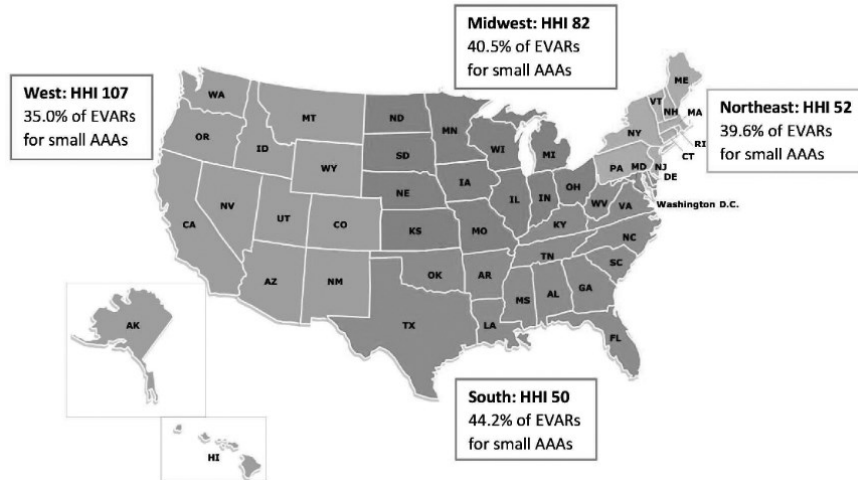 Midwest: HHI 82
40.5% of EVARs
for small AAAs
West: HHI 107
35.0% of EVARs
for small AAAs
Northeast: HHI 52
39.6% of EVARs
for small AAAs
South: HHI 50
44.2% of EVARs
for small AAAs
WA
OR
CA
NV
ID
MT
WY
UT
CO
AZ
NM
ND
SD
NE
KS
OK
TX
MN
IA
MO
AR
LA
WI
IL
MI
IN
OH
KY
TN
MS
AL
GA
FL
SC
NC
VA
WV
Washington D.C.
DE
MD
NJ
PA
NY
CT
RI
MA
NH
VT
ME
AK
HI